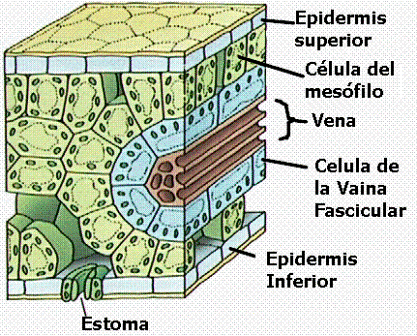 Epidermis
superior
Célula del
mesófilo
Vena
Celula de
la Vaina
Fascicular
Epidermis
Inferior
Estoma